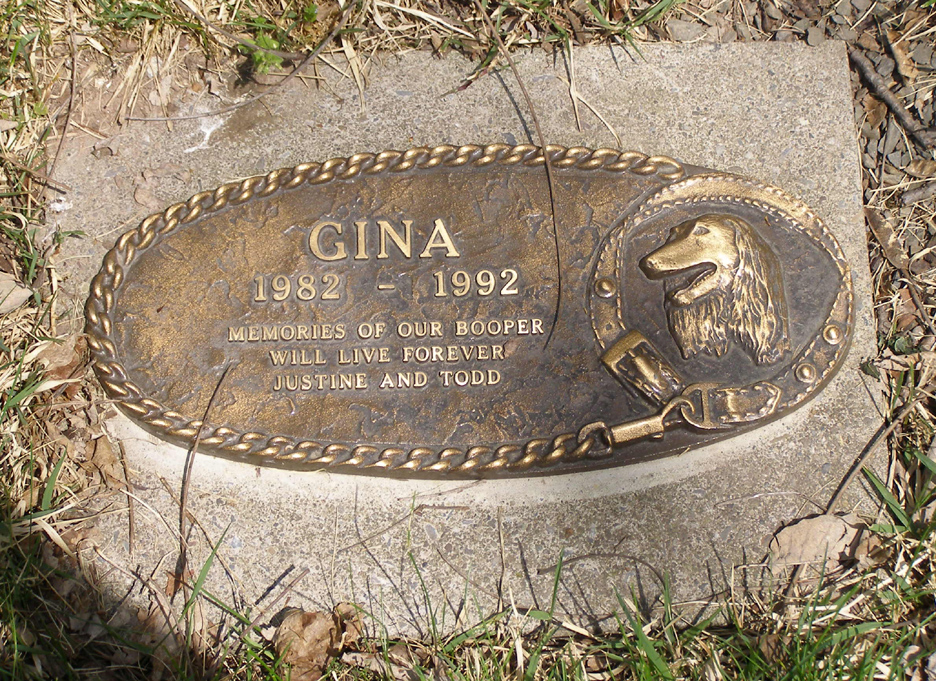 GINA
1982 - 1992
MEMORIES OF OUR BOOPER
WILL LIVE FOREVER
JUSTINE AND TODD